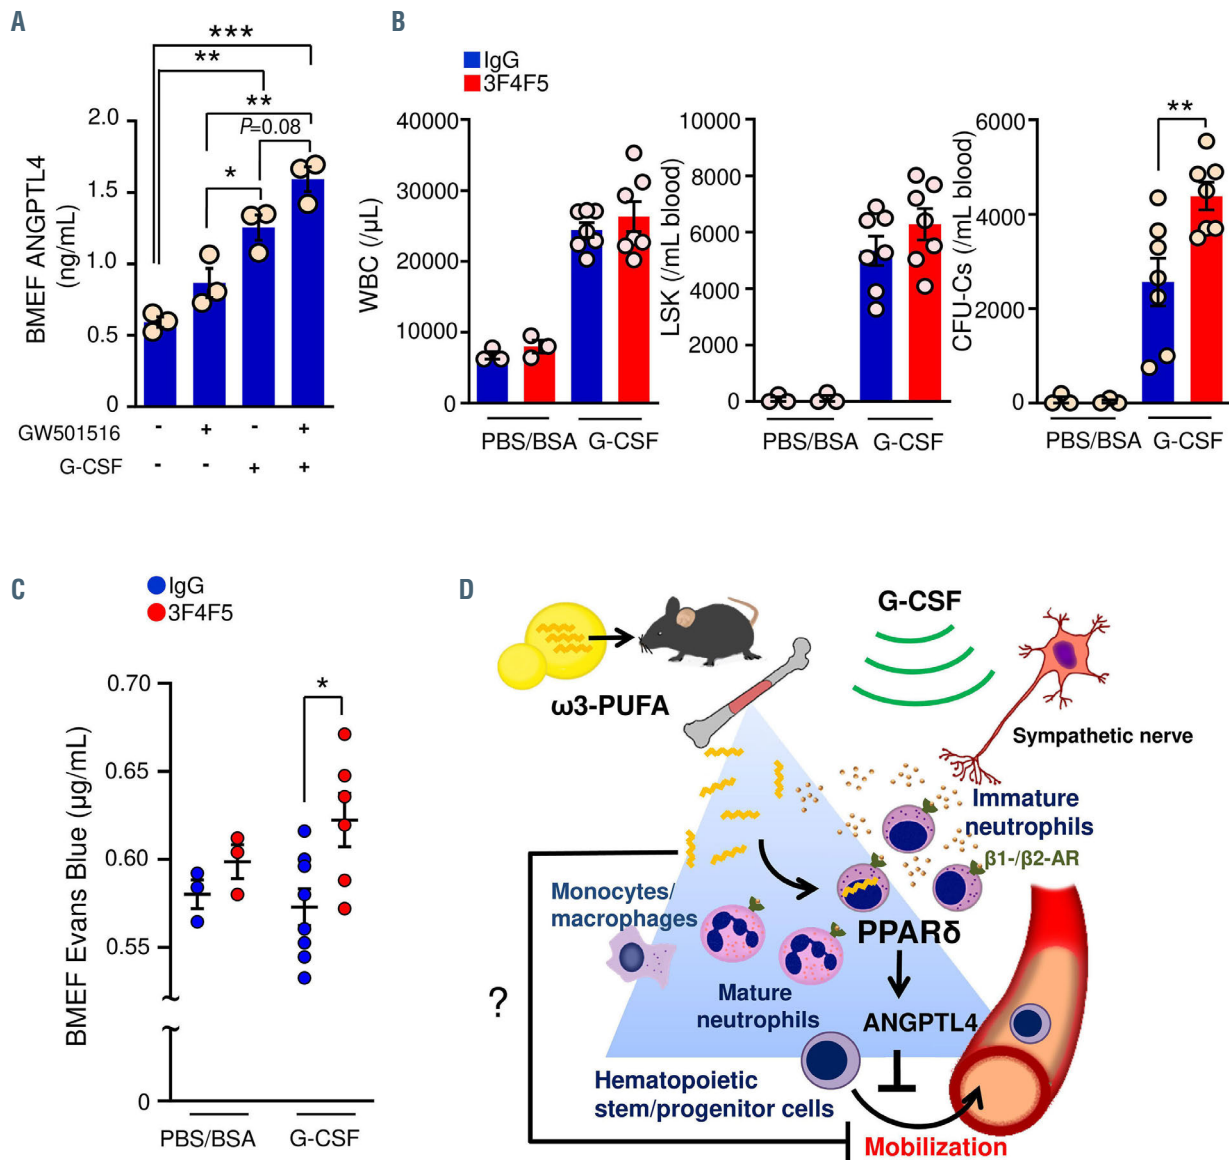 A
***
**
**
P=0.08
*
BMEF ANGPTL4
(ng/mL)
2.0
1.5
1.0
0.5
0
GW501516 - + - +
G-CSF - - + +
B
IgG
3F4F5
WBC (/μL)
40000
30000
20000
10000
0
PBS/BSA G-CSF
LSK (/mL blood)
10000
8000
6000
4000
2000
0
PBS/BSA G-CSF
CFU-Cs (/mL blood)
6000
4000
2000
0
**
PBS/BSA G-CSF
C
IgG
3F4F5
BMEF Evans Blue (μg/mL)
0.70
0.65
0.60
0.55
0
*
PBS/BSA G-CSF
D
G-CSF
ω3-PUFA
Sympathetic nerve
Immature
neutrophils
β1-/β2-AR
Monocytes/
macrophages
PPARδ
?
Mature
neutrophils
ANGPTL4
Hematopoietic
stem/progenitor cells
Mobilization